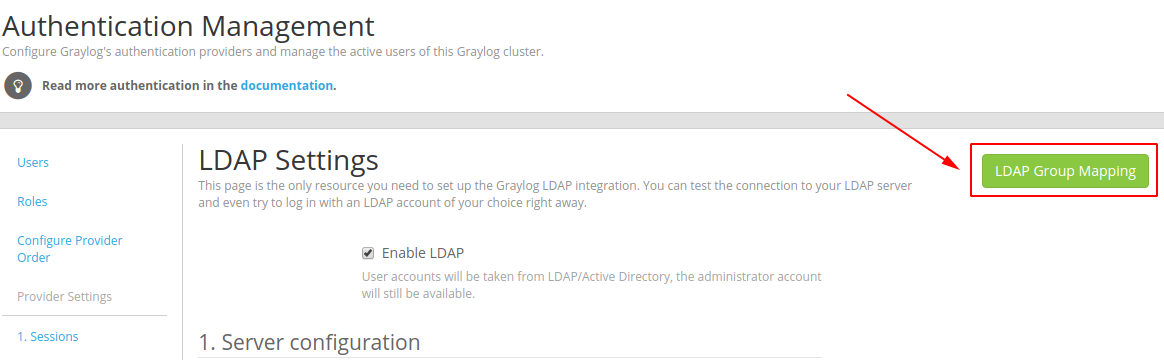 Authentication Management
Configure Graylog's authentication providers and manage the active users of this Graylog cluster.
Read more authentication in the documentation.
Users
Roles
Configure Provider
Order
Provider Settings
1. Sessions
LDAP Settings
This page is the only resource you need to set up the Graylog LDAP integration. You can test the connection to your LDAP server
and even try to log in with an LDAP account of your choice right away.
LDAP Group Mapping
Enable LDAP
User accounts will be taken from LDAP/Active Directory, the administrator account
will still be available.
1. Server configuration